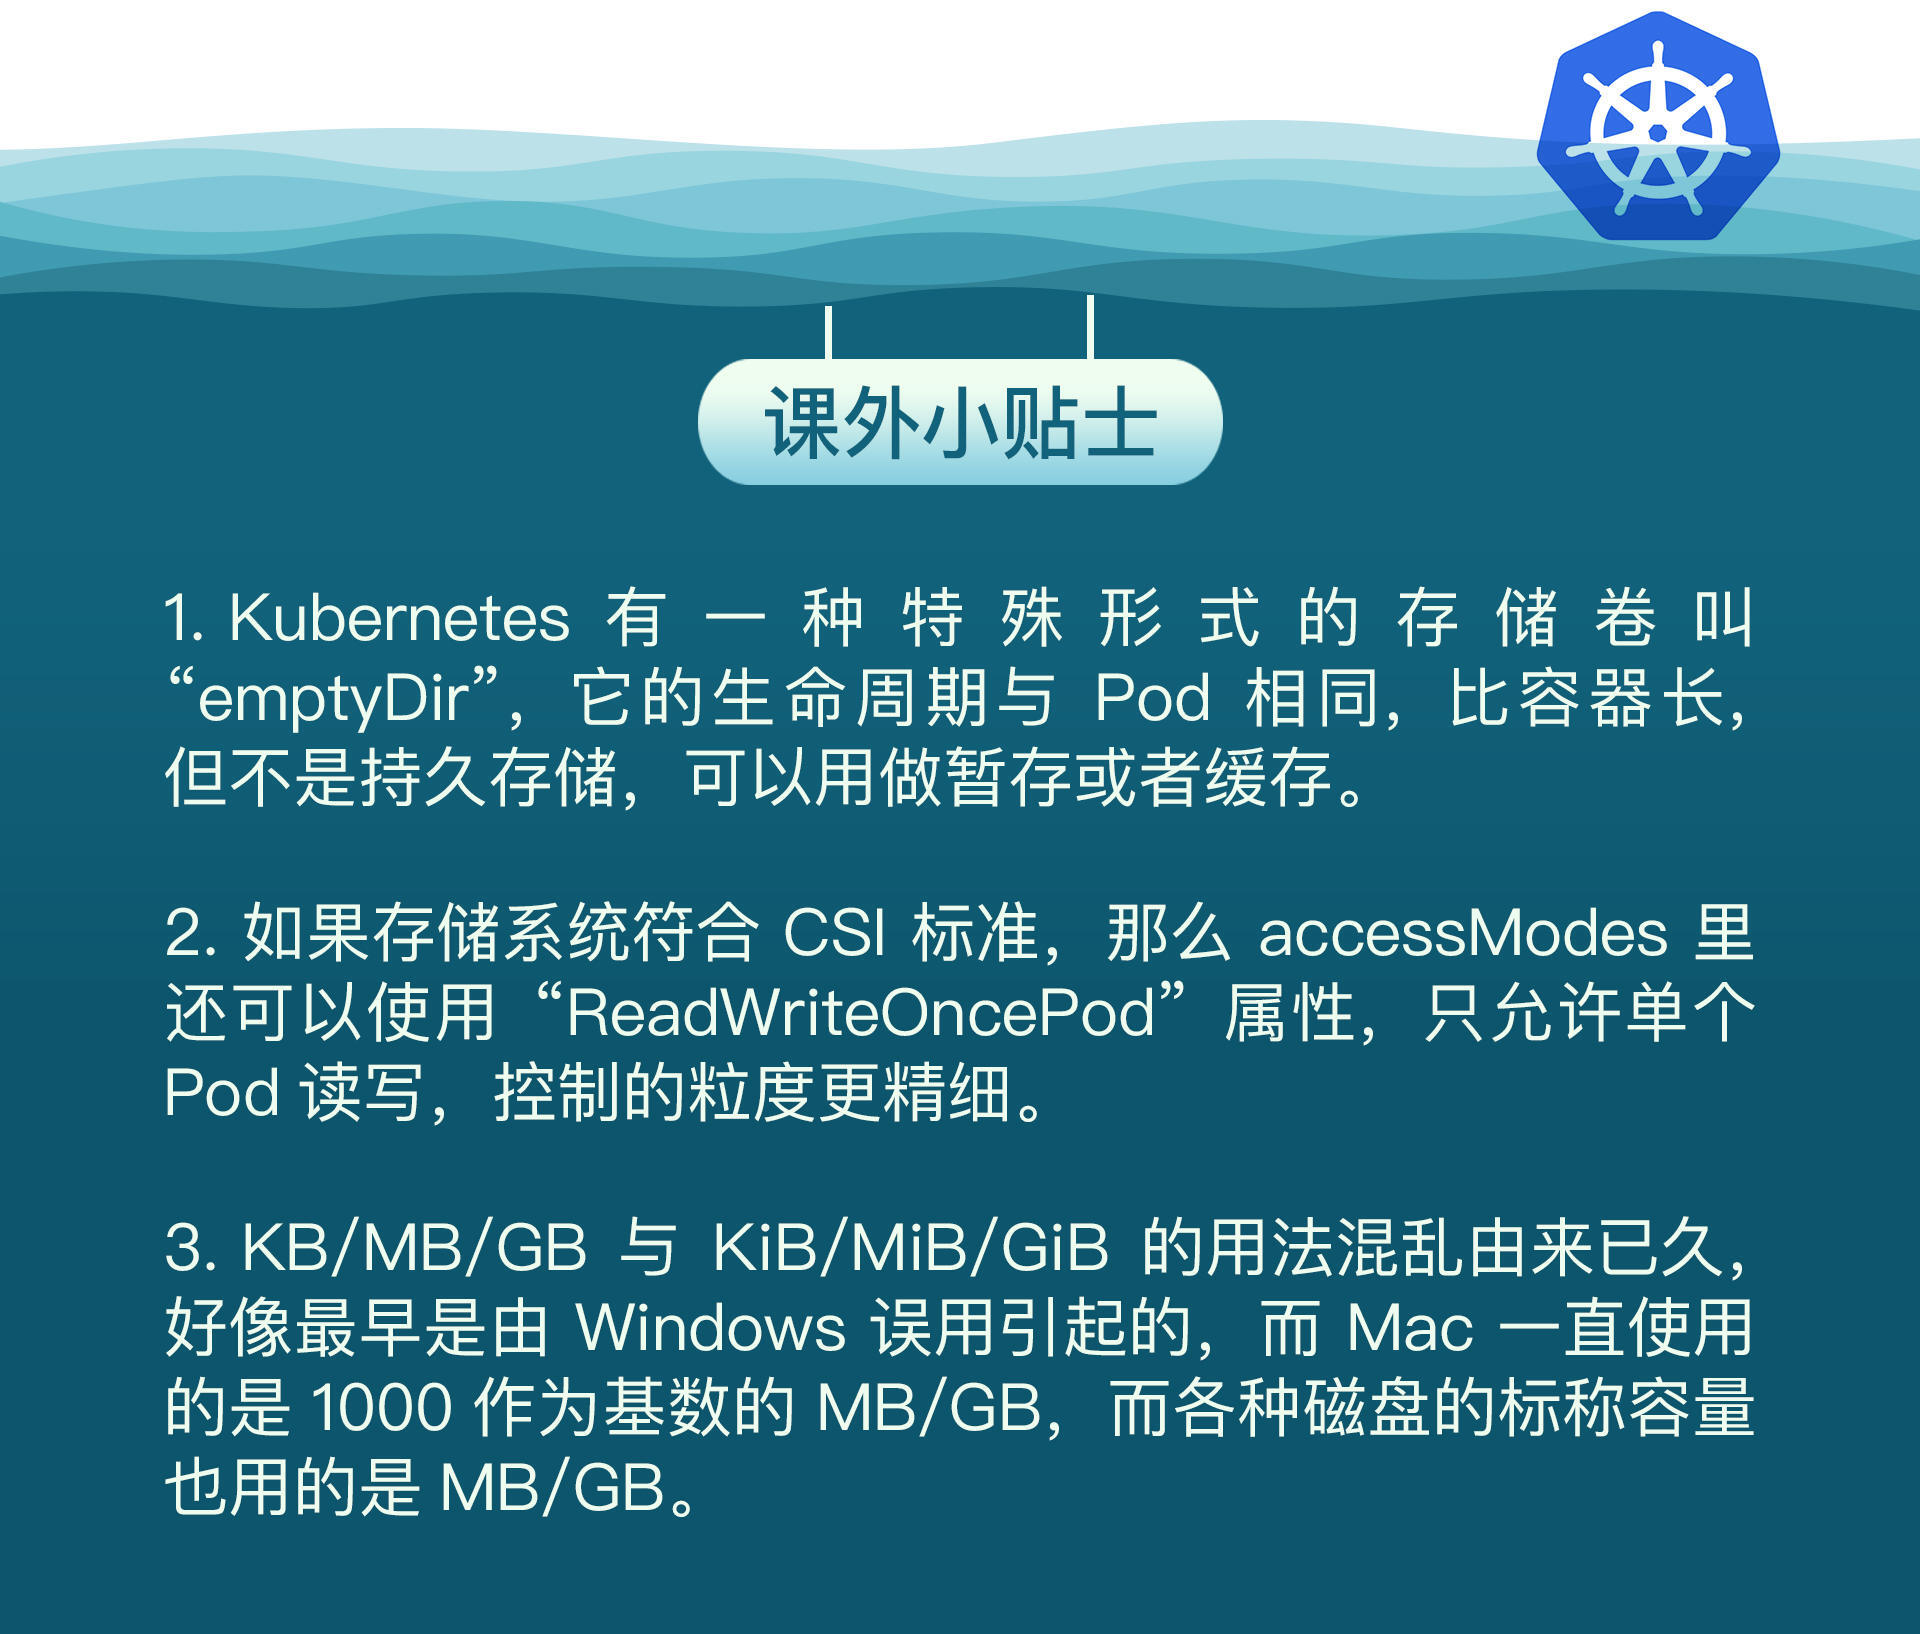 课外小贴士
1. Kubernetes 有一种特殊形式的存储卷叫
“emptyDir”，它的生命周期与 Pod 相同，比容器长，
但不是持久存储，可以用做暂存或者缓存。
2. 如果存储系统符合 CSI 标准，那么 accessModes 里
还可以使用“ReadWriteOncePod”属性，只允许单个
Pod 读写，控制的粒度更精细。
3. KB/MB/GB 与 KiB/MiB/GiB 的用法混乱由来已久，
好像最早是由 Windows 误用引起的，而 Mac 一直使用
的是 1000 作为基数的 MB/GB，而各种磁盘的标称容量
也用的是 MB/GB。